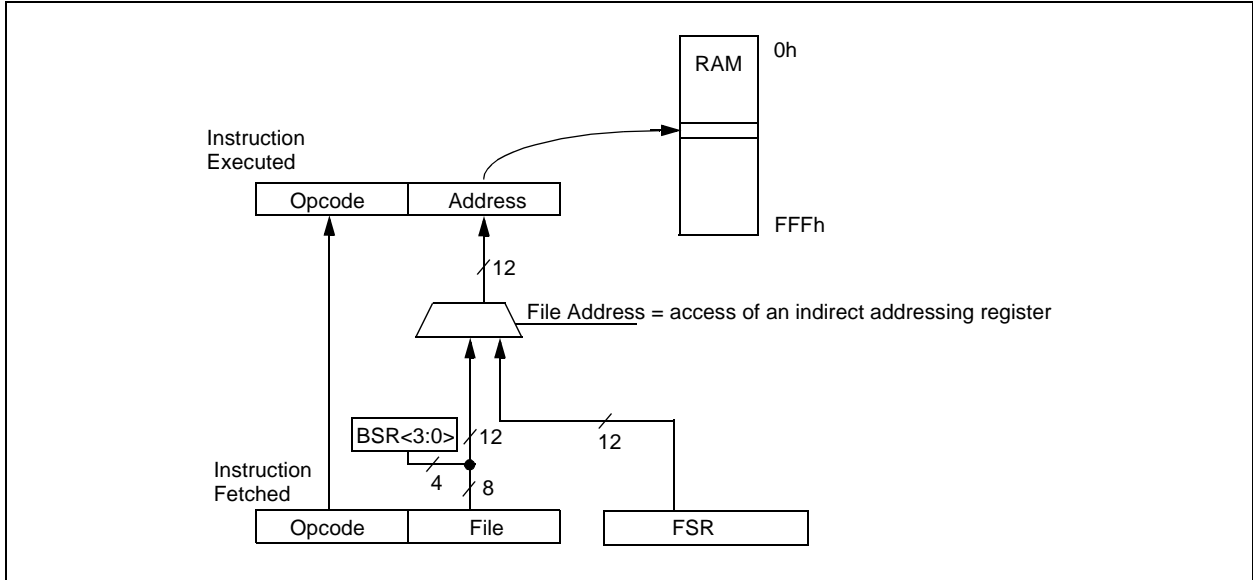 RAM
0h
Instruction
Executed
Opcode
Address
FFFh
12
File Address = access of an indirect addressing register
BSR<3:0>
12
12
4
8
Instruction
Fetched
Opcode
File
FSR